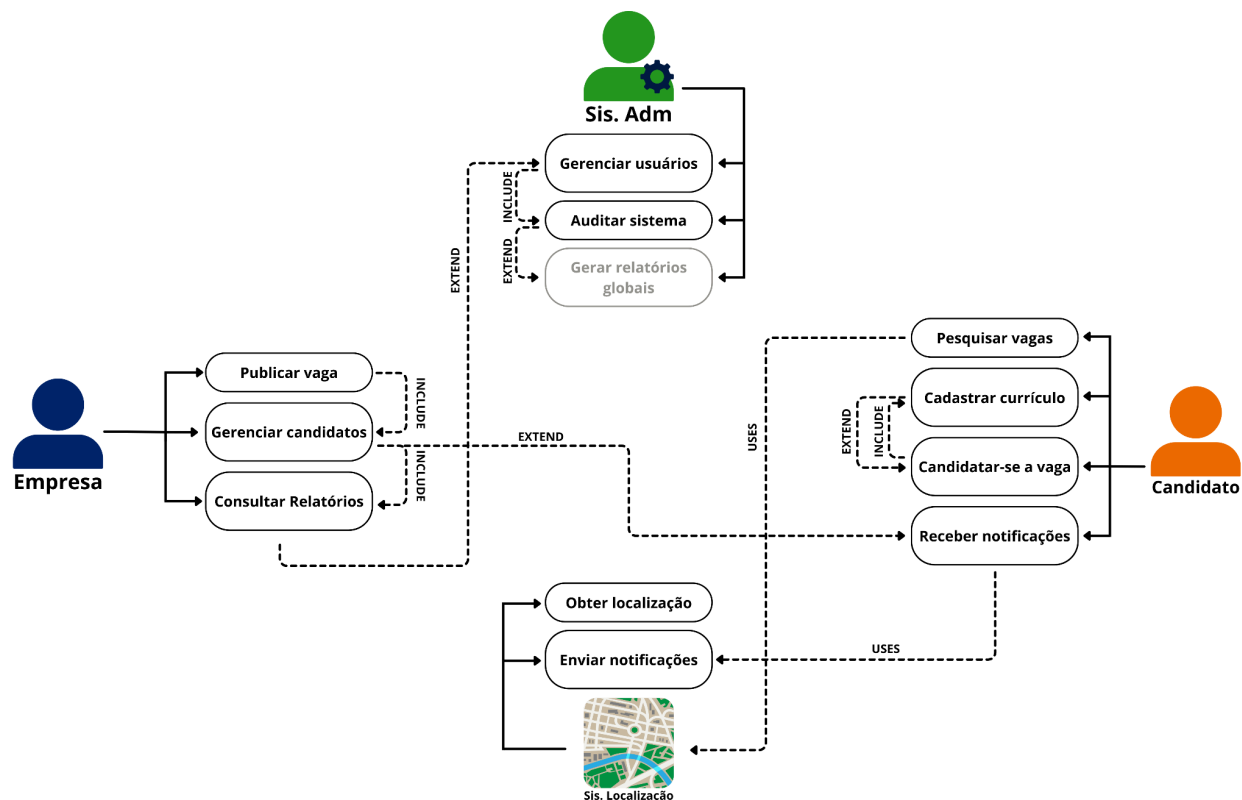 Sis. Adm
Gerenciar usuários
INCLUDE
Auditar sistema
EXTEND
EXTEND
Gerar relatórios
globais
Pesquisar vagas
Publicar vaga
INCLUDE
Cadastrar currículo
EXTEND
INCLUDE
Gerenciar candidatos
EXTEND
USES
Candidatar-se a vaga
Empresa
INCLUDE
Candidato
Consultar Relatórios
Receber notificações
Obter localização
Enviar notificações
USES
Sis. Localização